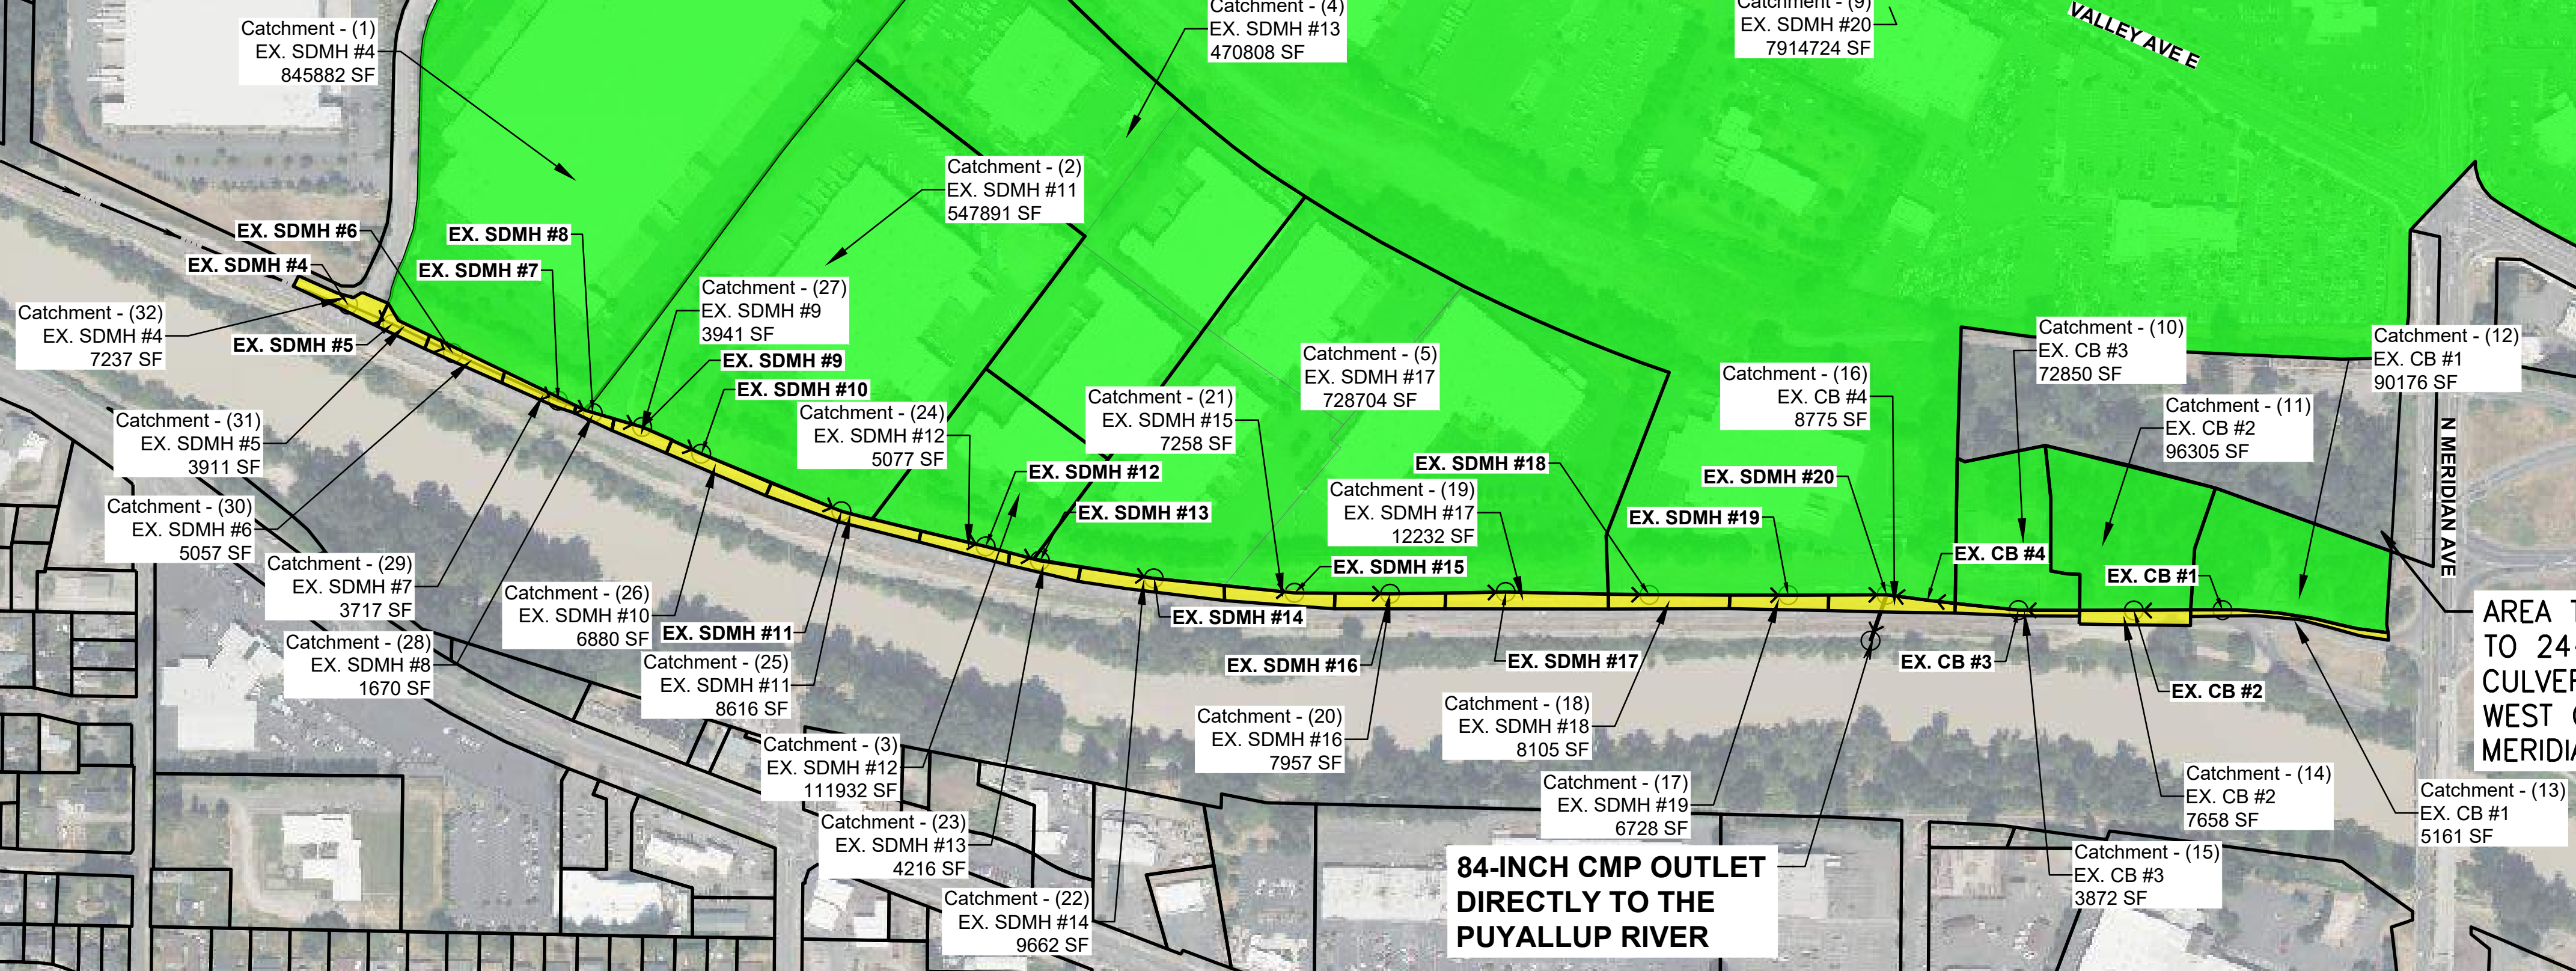 Catchment - (1)
EX. SDMH #4
845882 SF
Catchment - (4)
EX. SDMH #13
470808 SF
Catchment - (9)
EX. SDMH #20
7914724 SF
VALLEY AVE E
Catchment - (2)
EX. SDMH #11
547891 SF
EX. SDMH #6
EX. SDMH #8
EX. SDMH #4
EX. SDMH #7
Catchment - (27)
EX. SDMH #9
3941 SF
Catchment - (32)
EX. SDMH #4
7237 SF
EX. SDMH #5
EX. SDMH #9
EX. SDMH #10
Catchment - (24)
EX. SDMH #12
5077 SF
Catchment - (21)
EX. SDMH #15
7258 SF
Catchment - (5)
EX. SDMH #17
728704 SF
Catchment - (16)
EX. CB #4
8775 SF
Catchment - (10)
EX. CB #3
72850 SF
Catchment - (12)
EX. CB #1
90176 SF
Catchment - (11)
EX. CB #2
96305 SF
N MERIDIAN AVE
Catchment - (31)
EX. SDMH #5
3911 SF
EX. SDMH #12
EX. SDMH #18
EX. SDMH #20
Catchment - (19)
EX. SDMH #17
12232 SF
EX. SDMH #13
EX. SDMH #19
Catchment - (30)
EX. SDMH #6
5057 SF
EX. CB #4
EX. CB #1
EX. SDMH #15
Catchment - (29)
EX. SDMH #7
3717 SF
Catchment - (26)
EX. SDMH #10
6880 SF
EX. SDMH #14
EX. SDMH #11
Catchment - (28)
EX. SDMH #8
1670 SF
Catchment - (25)
EX. SDMH #11
8616 SF
EX. SDMH #16
EX. SDMH #17
EX. CB #3
EX. CB #2
AREA
TO 24-
CULVER
WEST
MERIDIA
Catchment - (18)
EX. SDMH #18
8105 SF
Catchment - (20)
EX. SDMH #16
7957 SF
Catchment - (3)
EX. SDMH #12
111932 SF
Catchment - (17)
EX. SDMH #19
6728 SF
Catchment - (14)
EX. CB #2
7658 SF
Catchment - (13)
EX. CB #1
5161 SF
Catchment - (23)
EX. SDMH #13
4216 SF
Catchment - (15)
EX. CB #3
3872 SF
84-INCH CMP OUTLET
DIRECTLY TO THE
PUYALLUP RIVER
Catchment - (22)
EX. SDMH #14
9662 SF